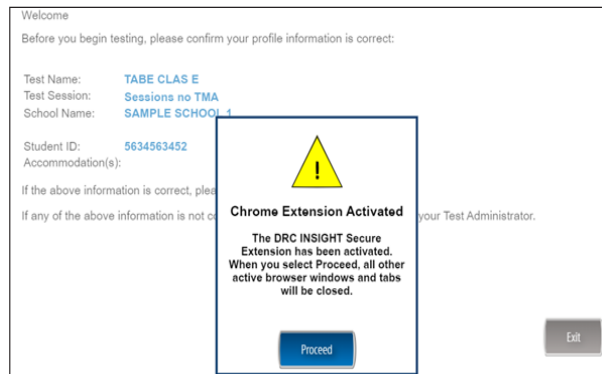 Welcome
Before you begin testing, please confirm your profile information is correct:
Test Name: TABE CLAS E
Test Session: Sessions no TMA
School Name: SAMPLE SCHOOL 1
Student ID: 5634563452
Accommodation(s):
If the above information is correct,
If any of the above information is not your Test Administrator.
!
Chrome Extension Activated
The DRC INSIGHT Secure
Extension has been activated.
When you select Proceed, all other
active browser windows and tabs
will be closed.
Proceed
Exit